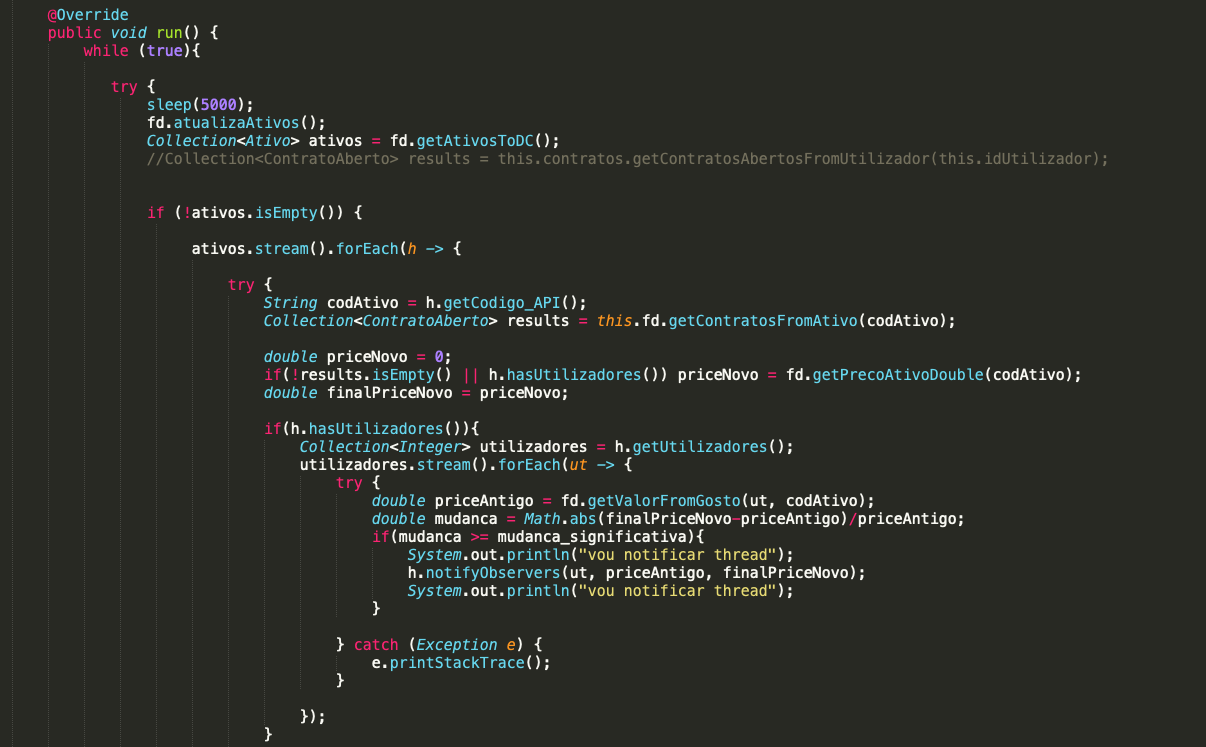 @Override
public void run() {
while (true){
try {
sleep(5000);
fd.atualizaAtivos();
Collection<Ativo> ativos = fd.getAtivosToDC();
//Collection<ContratoAberto> results = this.contratos.getContratosAbertosFromUtilizador(this.idUtilizador);
if (!ativos.isEmpty()) {
ativos.stream().forEach(h -> {
try {
String codAtivo = h.getCodigo_API();
Collection<ContratoAberto> results = this.fd.getContratosFromAtivo(codAtivo);
double priceNovo = 0;
if(!results.isEmpty() || h.hasUtilizadores()) priceNovo = fd.getPrecoAtivoDouble(codAtivo);
double finalPriceNovo = priceNovo;
if(h.hasUtilizadores()){
Collection<Integer> utilizadores = h.getUtilizadores();
utilizadores.stream().forEach(ut -> {
try {
double priceAntigo = fd.getValorFromGosto(ut, codAtivo);
double mudanca = Math.abs(finalPriceNovo-priceAntigo)/priceAntigo;
if(mudanca >= mudanca_significativa){
System.out.println("vou notificar thread");
h.notifyObservers(ut, priceAntigo, finalPriceNovo);
System.out.println("vou notificar thread");
}
} catch (Exception e) {
e.printStackTrace();
}
});
}